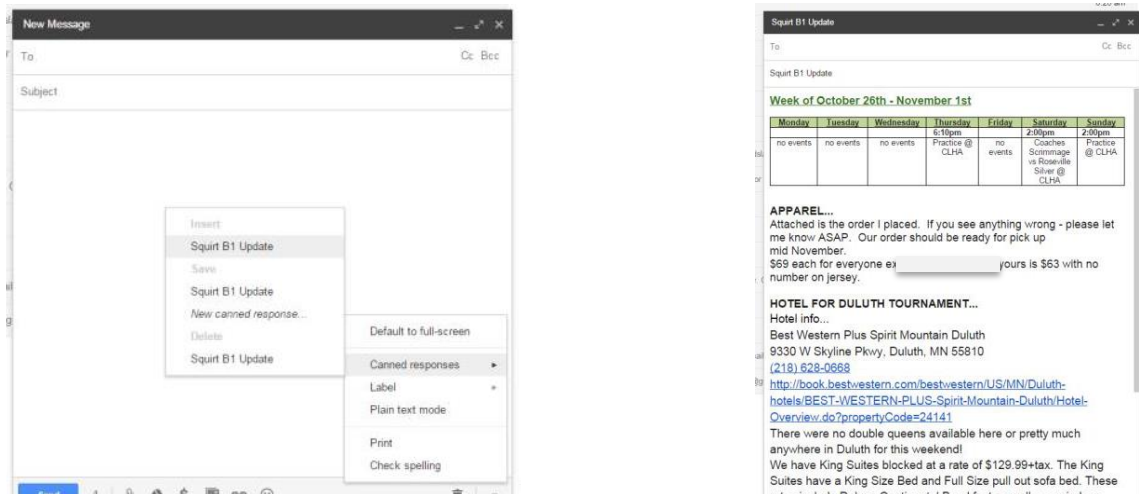 New Message
To
Cc Bcc
Subject
Insert
Squirt B1 Update
Save
Squirt B1 Update
New canned response...
Delete
Squirt B1 Update
Default to full-screen
Canned responses
Label
Plain text mode
Print
Check spelling
Squirt B1 Update
To
Cc Bcc
Squirt B1 Update
Week of October 26th - November 1st
Monday Tuesday Wednesday Thursday Friday Saturday Sunday
6:10pm 2:00pm 2:00pm
no events no events no events Practice @ no Coaches Practice
CLHA events Scrimmage @ CLHA
vs Roseville
Silver @
CLHA
APPAREL...
Attached is the order I placed. If you see anything wrong - please let
me know ASAP. Our order should be ready for pick up
mid November.
$69 each for everyone yours is $63 with no
number on jersey.
HOTEL FOR DULUTH TOURNAMENT...
Hotel info...
Best Western Plus Spirit Mountain Duluth
9330 W Skyline Pkwy, Duluth, MN 55810
(218) 628-0668
http://book.bestwestern.com/bestwestern/US/MN/Duluth-
hotels/BEST-WESTERN-PLUS-Spirit-Mountain-Duluth/Hotel-
Overview.do?propertyCode=24141
There were no double queens available here or pretty much
anywhere in Duluth for this weekend!
We have King Suites blocked at a rate of $129.99+tax. The King
Suites have a King Size Bed and Full Size pull out sofa bed. These